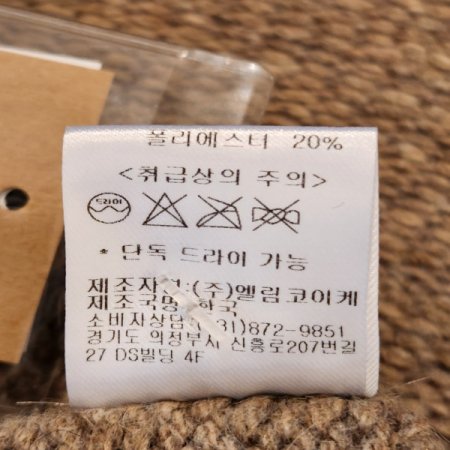 폴리에스터 20%
<취급상의 주의>
드라이
* 단독 드라이 가능
제조자 :(주)엘림코이케
제조국명 한국
소비자상담 31)872-9851
경기도 의정부시 신흥로207번길
27 DS빌딩 4F